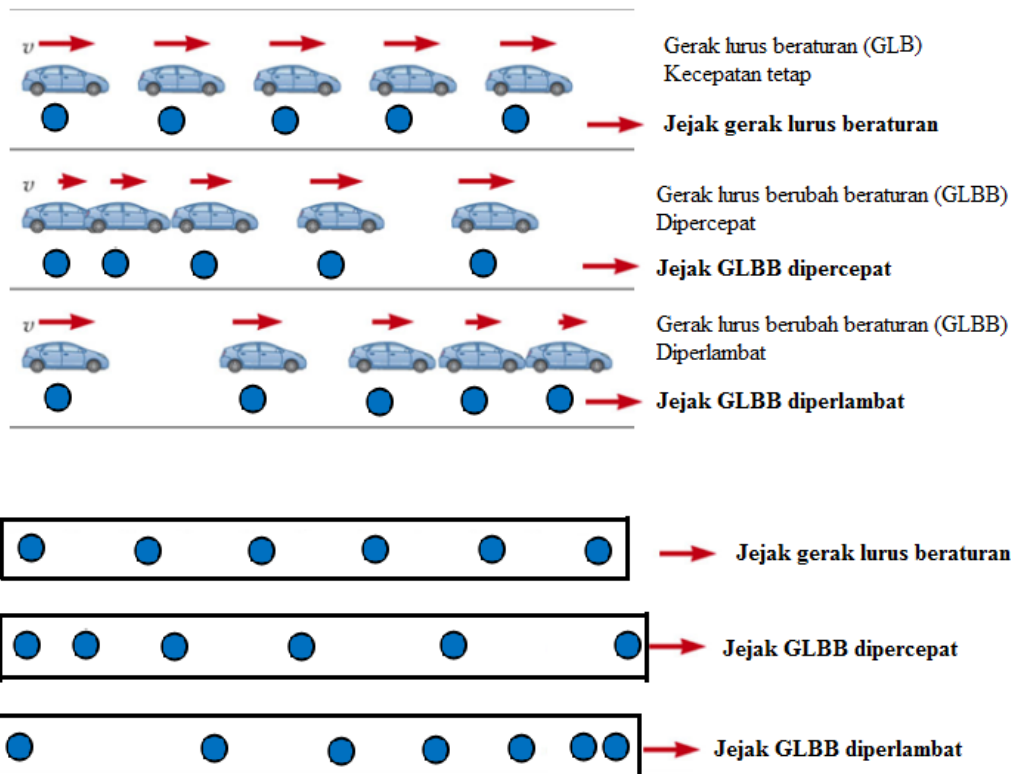 v
Gerak lurus beraturan (GLB)
Kecepatan tetap
Jejak gerak lurus beraturan
v
Gerak lurus berubah beraturan (GLBB)
Dipercepat
Jejak GLBB dipercepat
v
Gerak lurus berubah beraturan (GLBB)
Diperlambat
Jejak GLBB diperlambat
Jejak gerak lurus beraturan
Jejak GLBB dipercepat
Jejak GLBB diperlambat